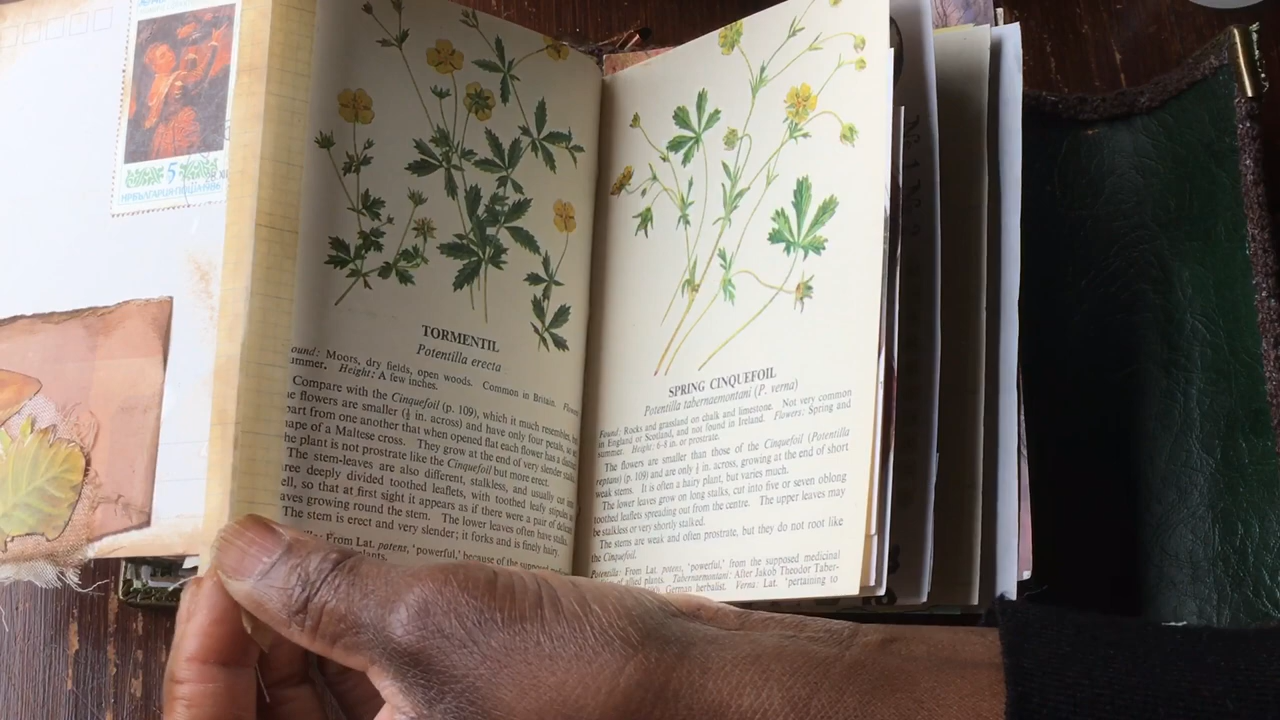 5
TORMENTIL
Potentilla erecta
ound: Moors, dry fields, open woods. Common in Britain. Flowe
ummer. Height: A few inches.
Compare with the Cinquefoil (p. 109), which it much resembles, b
e flowers are smaller (½ in. across) and have only four petals, so
part from one another that when opened flat each flower has a
hape of a Maltese cross. They grow at the end of very slender stalks.
he plant is not prostrate like the Cinquefoil but more erect.
The stem-leaves are also different, stalkless, and usually cut into
ree deeply divided toothed leaflets, with toothed leafy stipules
ell, so that at first sight it appears as if there were a pair of
aves growing round the stem. The lower leaves often have stalks.
The stem is erect and very slender; it forks and is finely hairy.
From Lat. potens, 'powerful,' because of the supposed
plants.
SPRING CINQUEFOIL
Potentilla tabernaemontani (P. verna)
Found: Rocks and grassland on chalk and limestone. Not very common
in England or Scotland, and not found in Ireland. Flowers: Spring and
summer. Height: 6-8 in. or prostrate.
The flowers are smaller than those of the Cinquefoil (Potentilla
reptans) (p. 109) and are only ½ in. across, growing at the end of short
weak stems. It is often a hairy plant, but varies much.
The lower leaves grow on long stalks, cut into five or seven oblong
toothed leaflets spreading out from the centre. The upper leaves may
be stalkless or very shortly stalked.
The stems are weak and often prostrate, but they do not root like
the Cinquefoil.
Potentilla: From Lat. potens, 'powerful,' from the supposed medicinal
of allied plants. Tabernaemontani: After Jakob Theodor Taber-
German herbalist. Verna: Lat. 'pertaining to